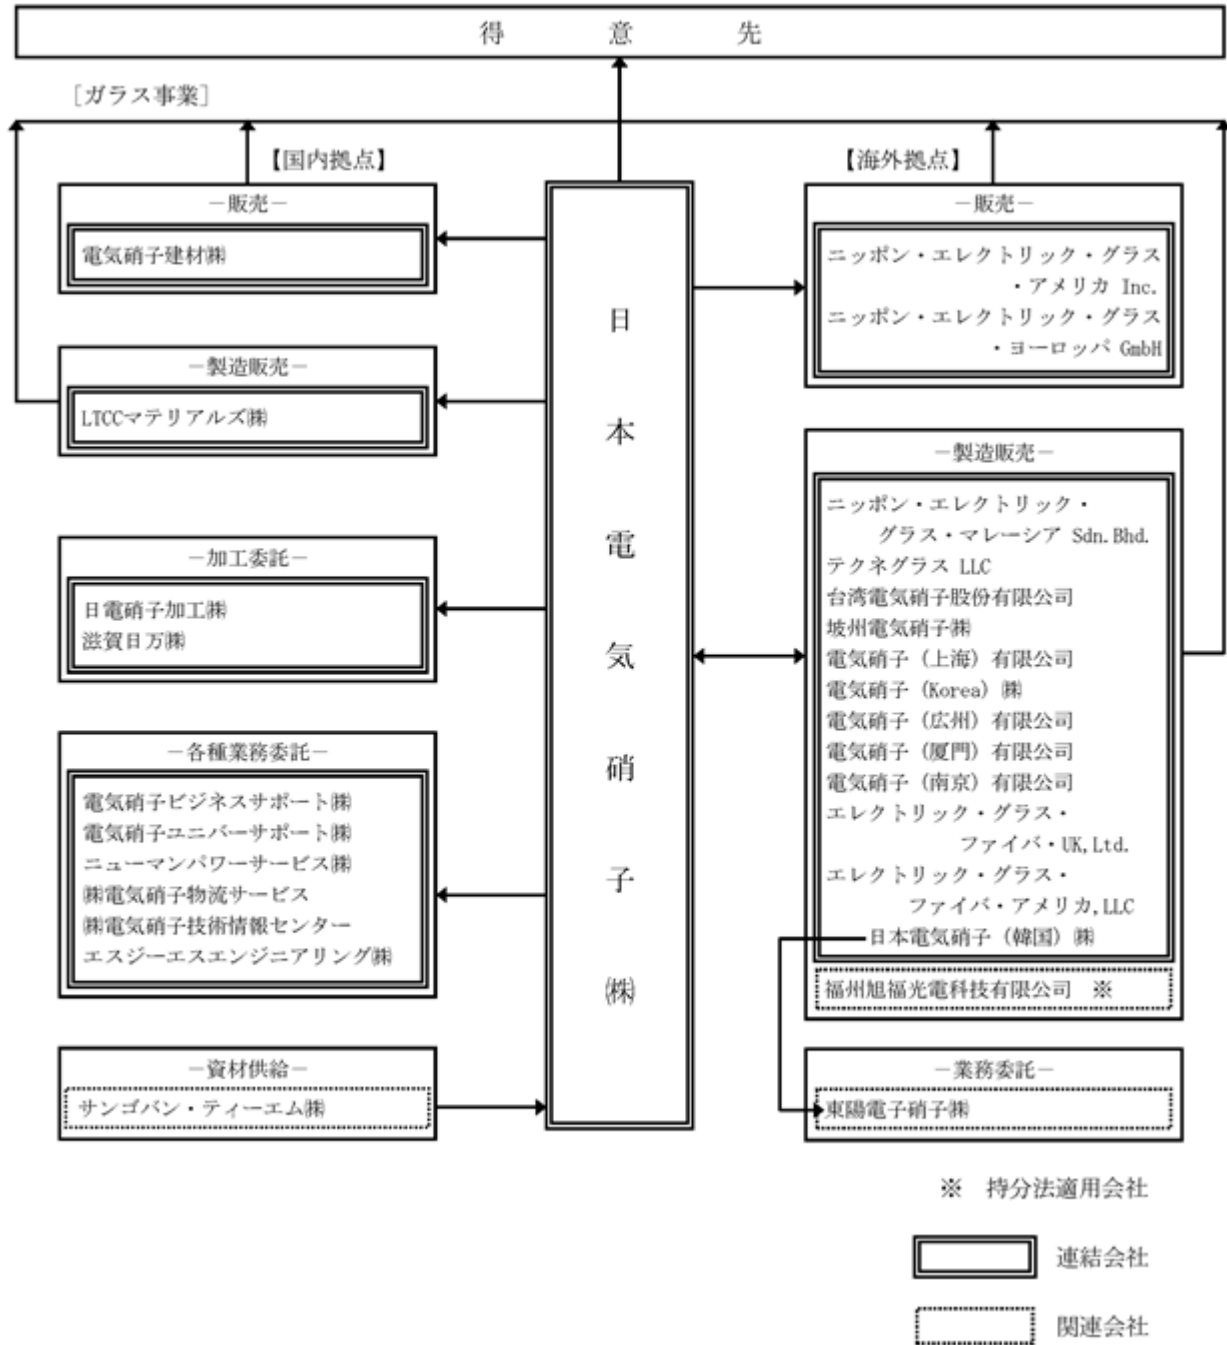 得意先
[ガラス事業]
【国内拠点】
－販売－
電気硝子建材㈱
－製造販売－
LTCCマテリアルズ㈱
－加工委託－
日電硝子加工㈱
滋賀日万㈱
－各種業務委託－
電気硝子ビジネスサポート㈱
電気硝子ユニバーサポート㈱
ニューマンパワーサービス㈱
㈱電気硝子物流サービス
㈱電気硝子技術情報センター
エスジーエスエンジニアリング㈱
－資材供給－
サンゴバン・ティーエム㈱
日本電気硝子㈱
【海外拠点】
－販売－
ニッポン・エレクトリック・グラス
・アメリカ Inc.
ニッポン・エレクトリック・グラス
・ヨーロッパ GmbH
－製造販売－
ニッポン・エレクトリック・
グラス・マレーシア Sdn.Bhd.
テクネグラス LLC
台湾電気硝子股份有限公司
坡州電気硝子㈱
電気硝子（上海）有限公司
電気硝子（Korea）㈱
電気硝子（広州）有限公司
電気硝子（厦門）有限公司
電気硝子（南京）有限公司
エレクトリック・グラス・
ファイバ・UK,Ltd.
エレクトリック・グラス・
ファイバ・アメリカ,LLC
日本電気硝子（韓国）㈱
福州旭福光電科技有限公司 ※
－業務委託－
東陽電子硝子㈱
※ 持分法適用会社
連結会社
関連会社